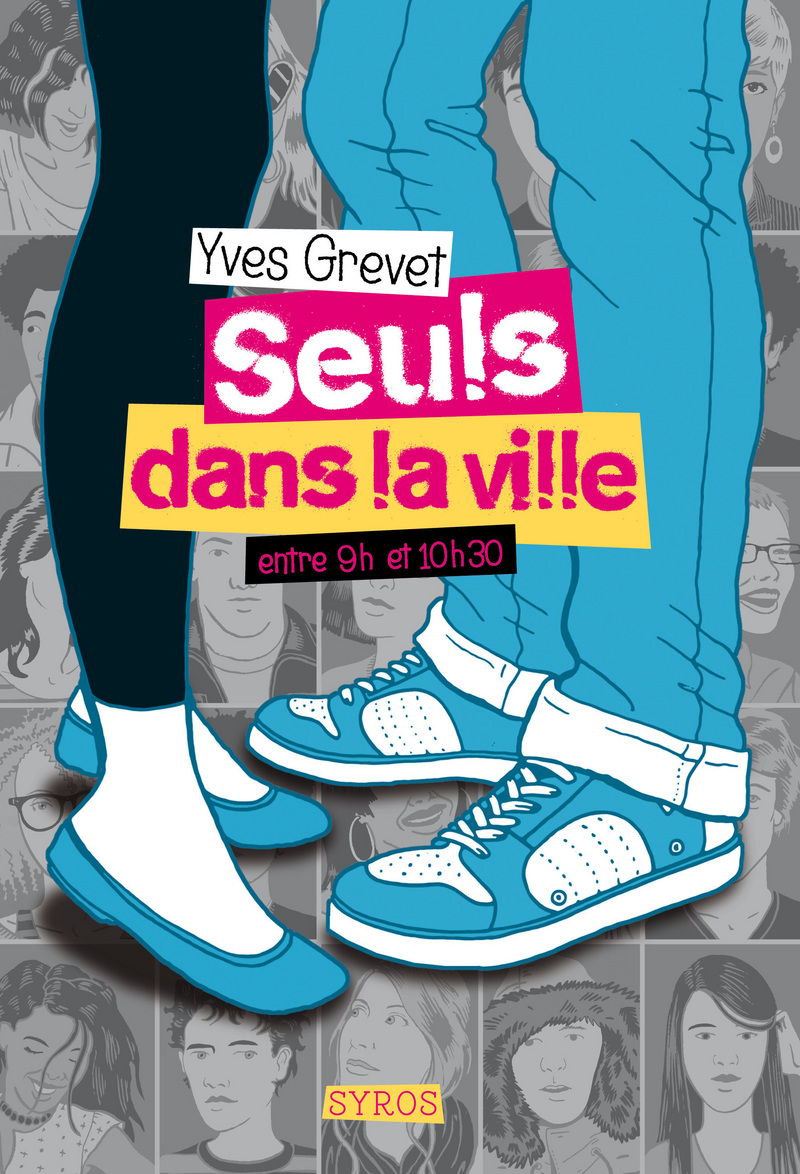 Yves Grevet
Seuls
dans la ville
entre 9h et 10h30
SYROS